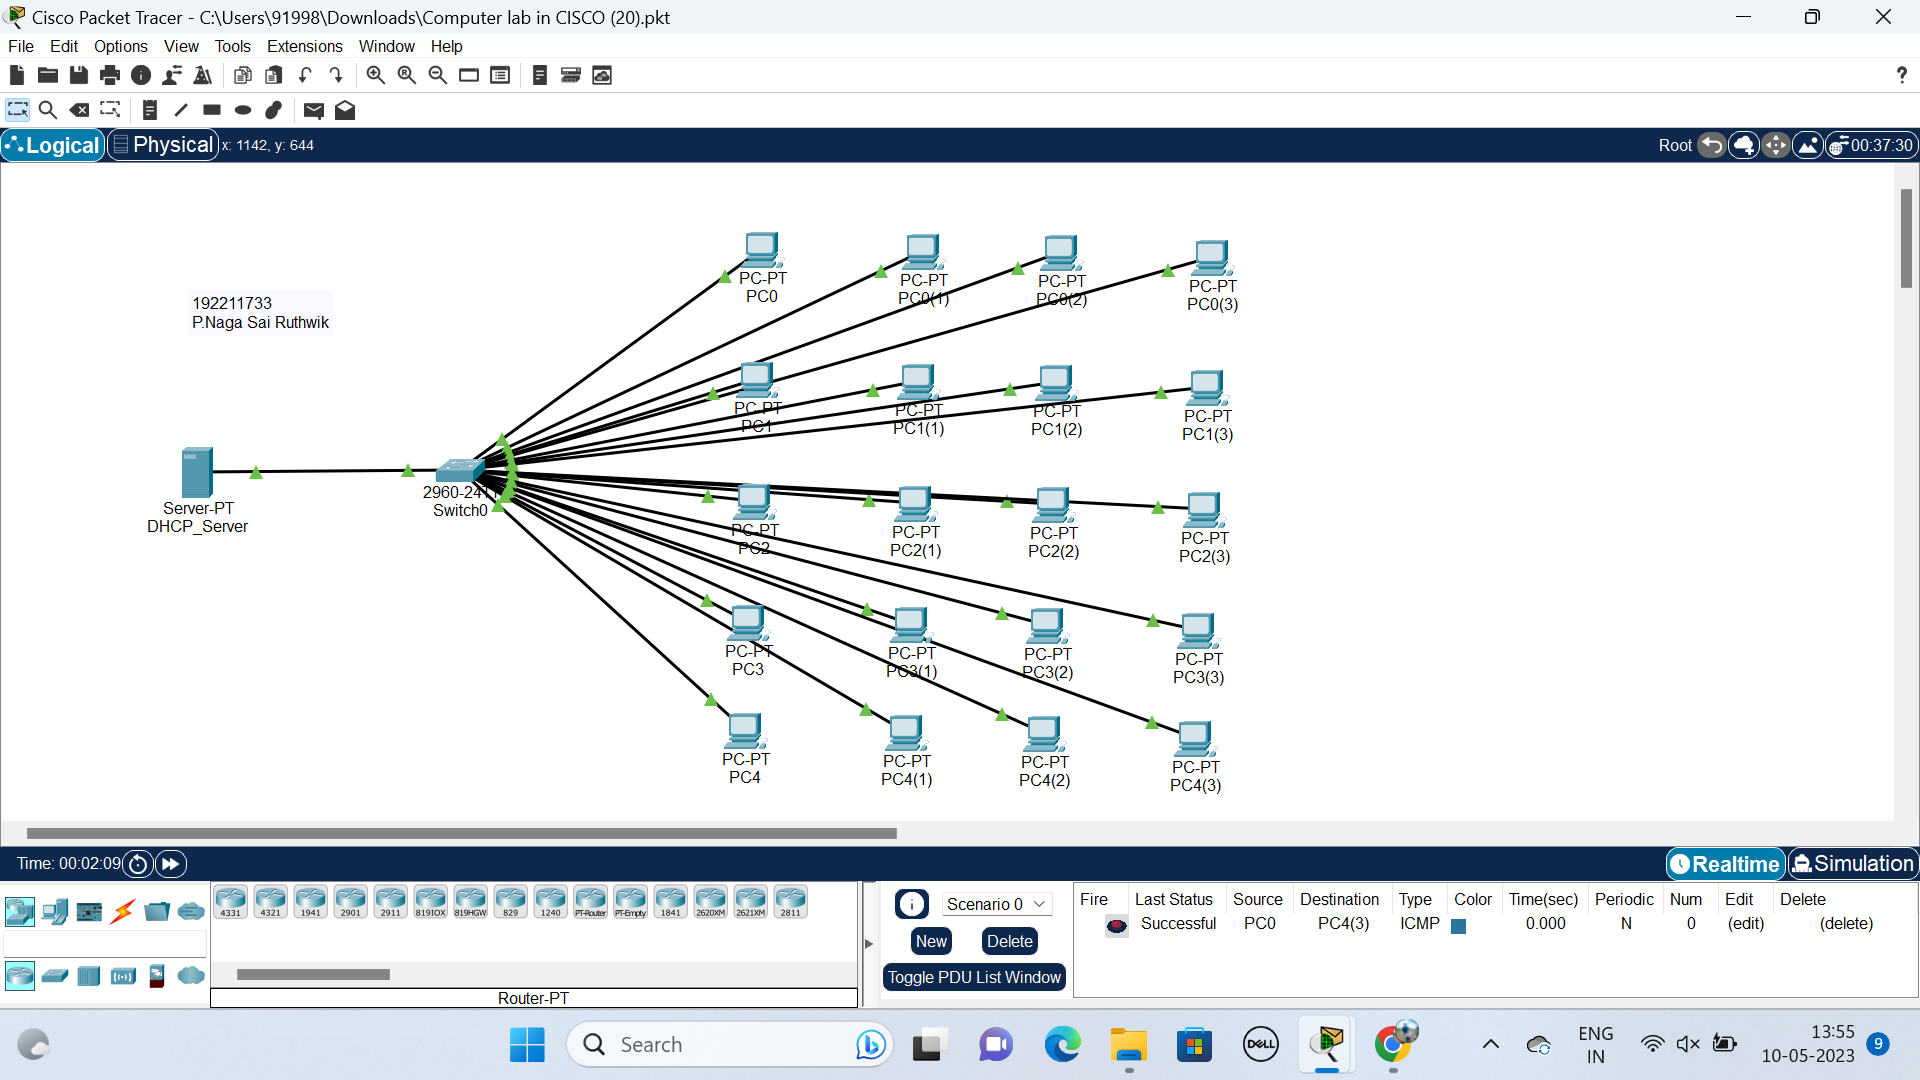 Cisco Packet Tracer - C:\Users\91998\Downloads\Computer lab in CISCO (20).pkt
File Edit Options View Tools Extensions Window Help
?
Logical Physical x: 1142, y: 644 Root 00:37:30
192211733
P.Naga Sai Ruthwik
PC-PT
PC0
PC-PT
PC0(1)
PC-PT
PC0(2)
PC-PT
PC0(3)
PC-PT
PC1
PC-PT
PC1(1)
PC-PT
PC1(2)
PC-PT
PC1(3)
Server-PT
DHCP_Server
2960-24TT
Switch0
PC-PT
PC2
PC-PT
PC2(1)
PC-PT
PC2(2)
PC-PT
PC2(3)
PC-PT
PC3
PC-PT
PC3(1)
PC-PT
PC3(2)
PC-PT
PC3(3)
PC-PT
PC4
PC-PT
PC4(1)
PC-PT
PC4(2)
PC-PT
PC4(3)
Time: 00:02:09 Realtime Simulation
4331 4321 1941 2901 2911 819IOX 819HGW 829 1240 PT-Router PT-Empty 1841 2620XM 2621XM 2811
Router-PT
Scenario 0
New Delete
Toggle PDU List Window
Fire Last Status Source Destination Type Color Time(sec) Periodic Num Edit Delete
Successful PC0 PC4(3) ICMP 0.000 N 0 (edit) (delete)
Search
DELL
ENG
IN
13:55
10-05-2023
9